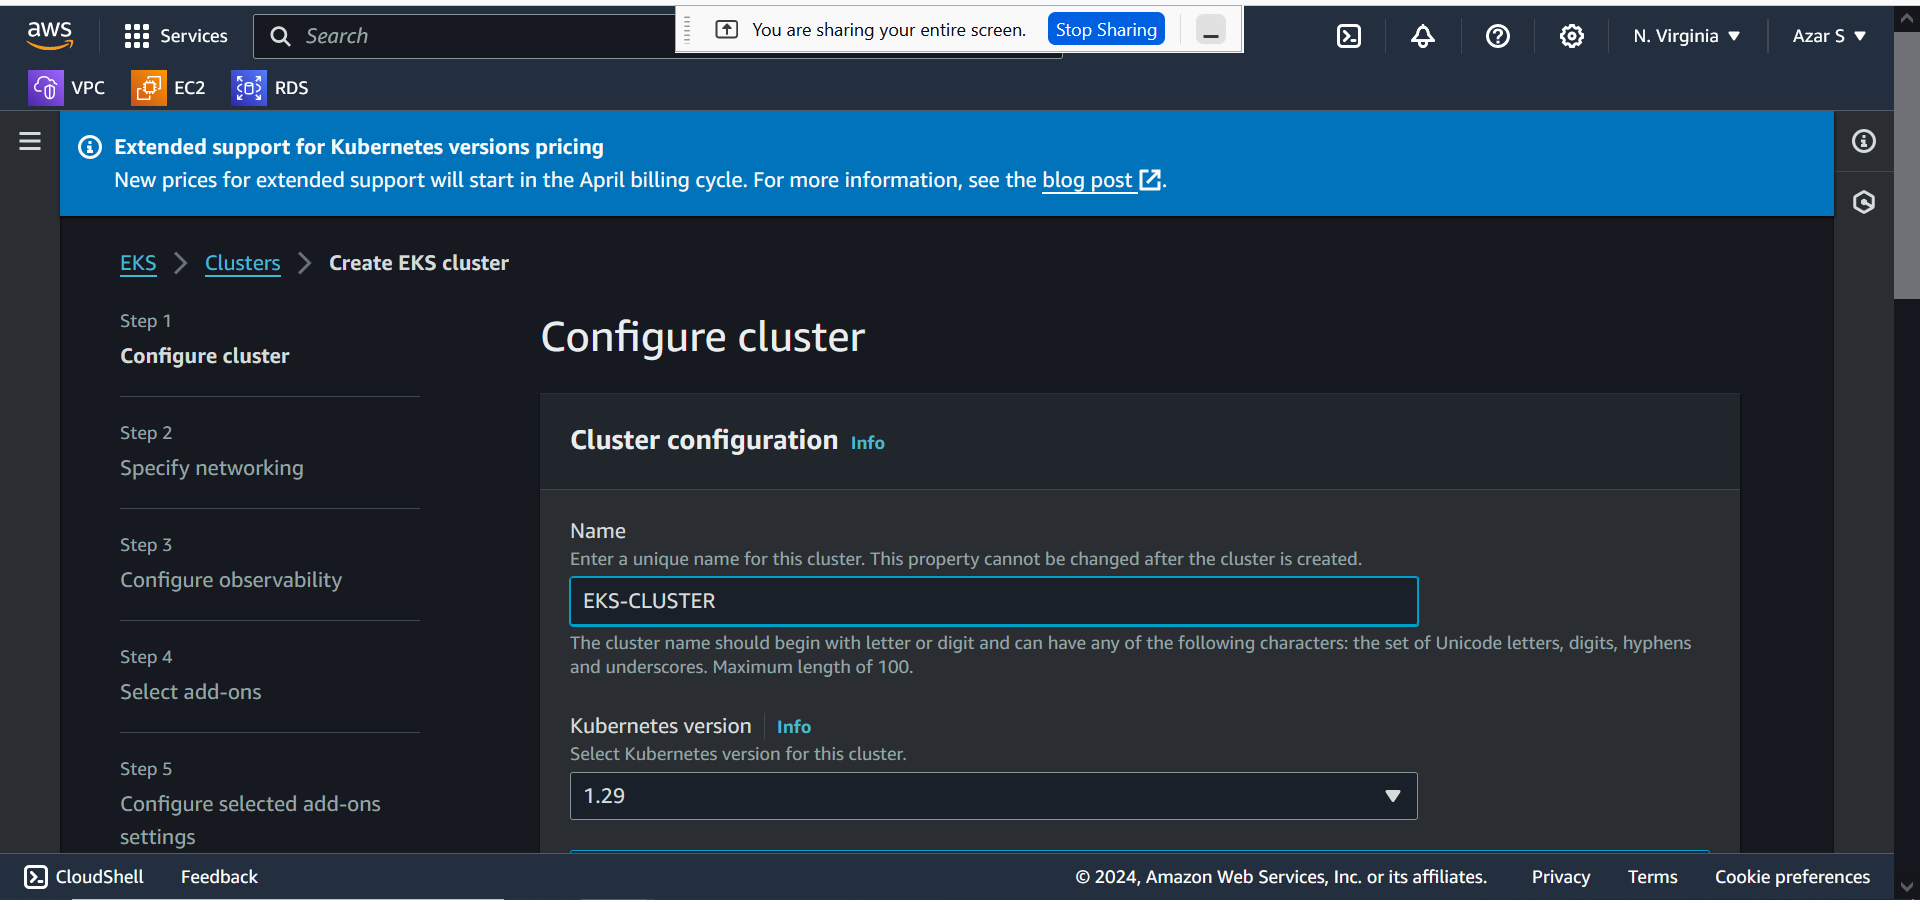 aws
Services
Search
You are sharing your entire screen.
Stop Sharing
N. Virginia
Azar S
VPC
EC2
RDS
Extended support for Kubernetes versions pricing
New prices for extended support will start in the April billing cycle. For more information, see the blog post.
EKS
Clusters
Create EKS cluster
Step 1
Configure cluster
Step 2
Specify networking
Step 3
Configure observability
Step 4
Select add-ons
Step 5
Configure selected add-ons
settings
Configure cluster
Cluster configuration Info
Name
Enter a unique name for this cluster. This property cannot be changed after the cluster is created.
EKS-CLUSTER
The cluster name should begin with letter or digit and can have any of the following characters: the set of Unicode letters, digits, hyphens
and underscores. Maximum length of 100.
Kubernetes version Info
Select Kubernetes version for this cluster.
1.29
CloudShell
Feedback
© 2024, Amazon Web Services, Inc. or its affiliates.
Privacy
Terms
Cookie preferences